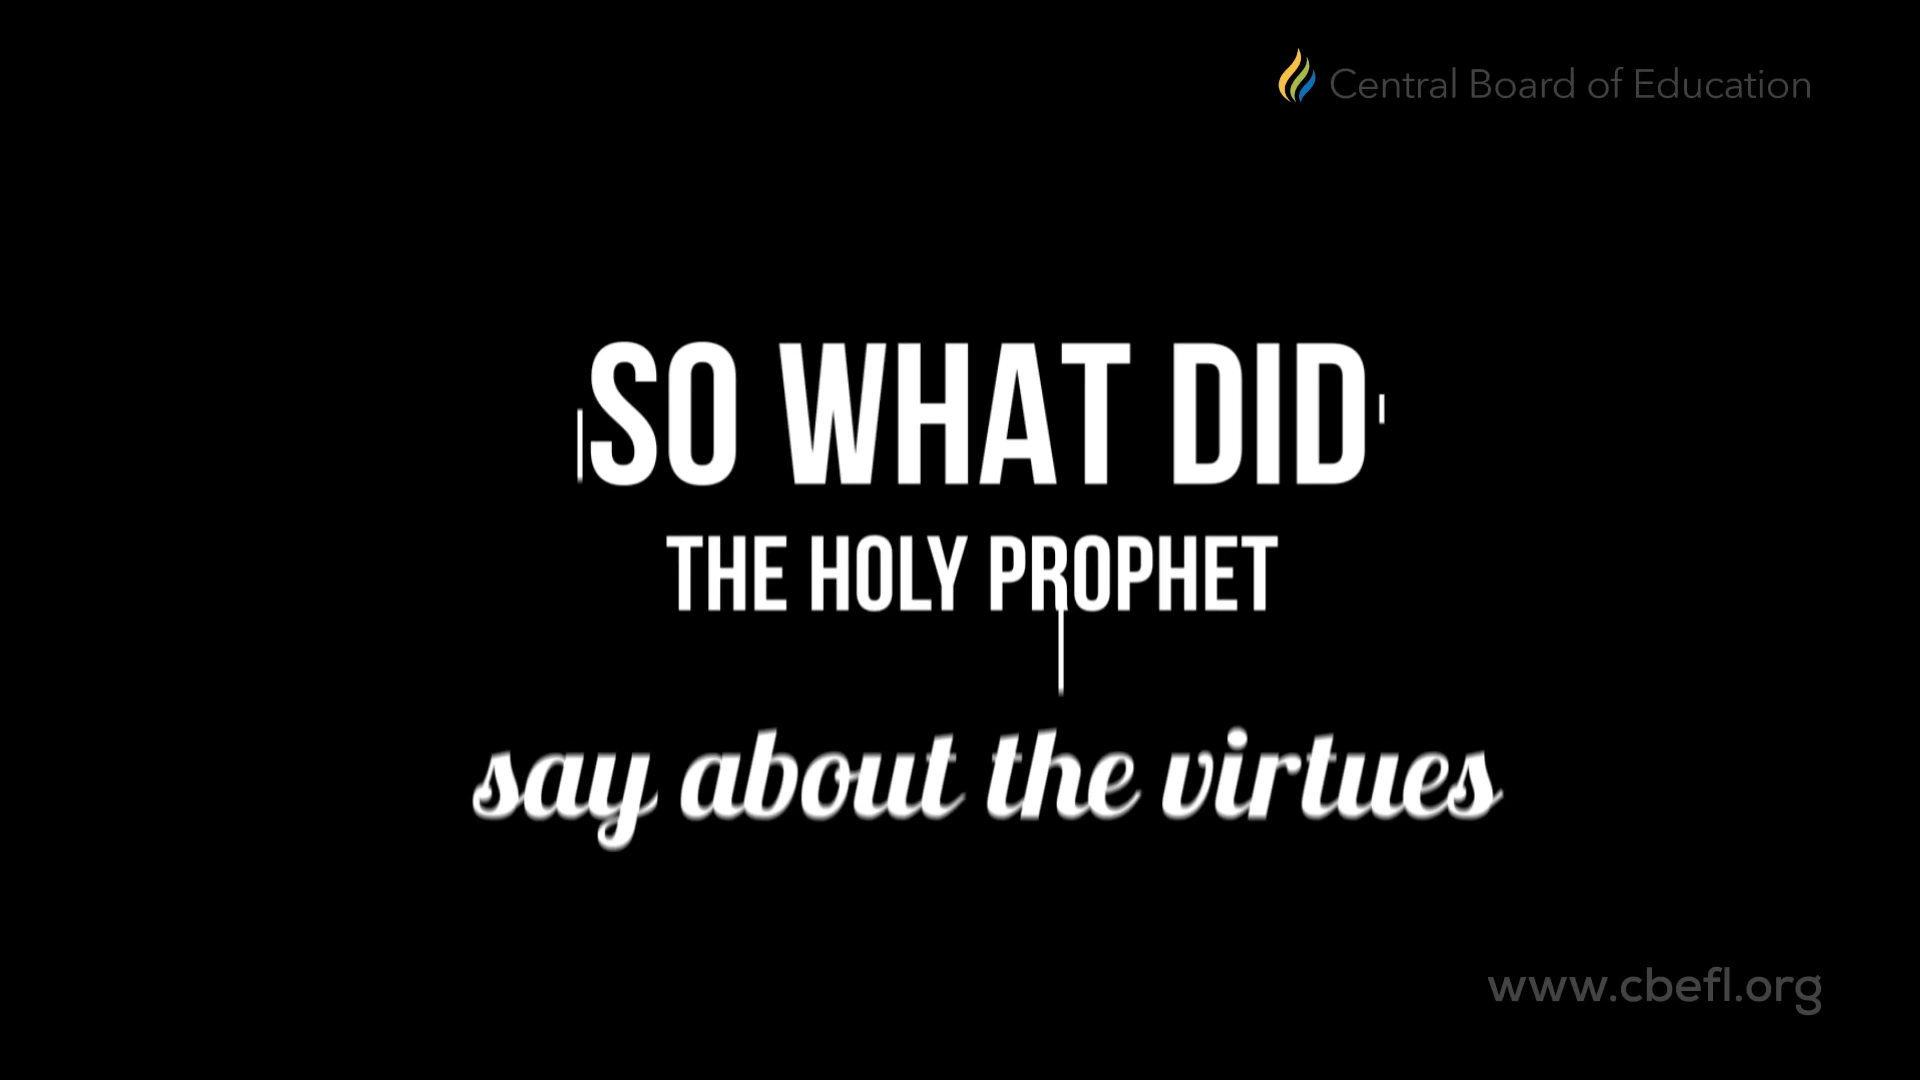 Central Board of Education
SO WHAT DID
THE HOLY PROPHET
say about the virtues
www.cbefl.org